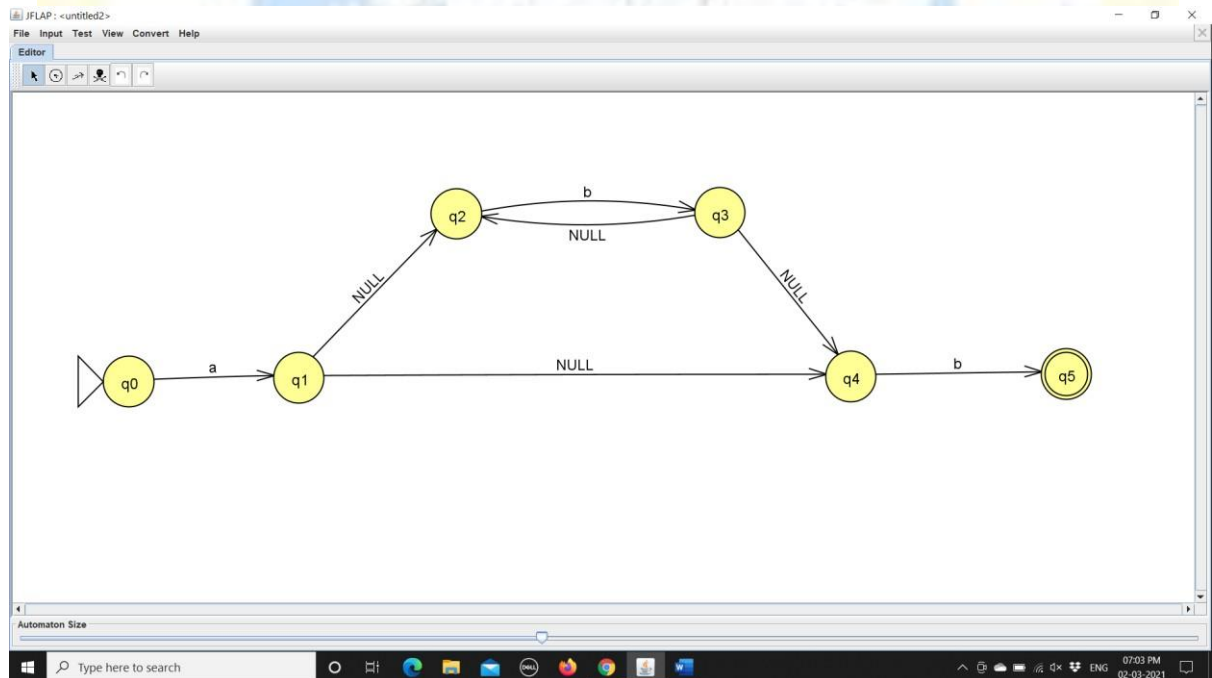 JFLAP : <untitled2>
File Input Test View Convert Help
Editor
b
q2
q3
NULL
NULL
NULL
q0
a
q1
NULL
q4
b
q5
Automaton Size
Type here to search
DELL
ENG
07:03 PM
02-03-2021